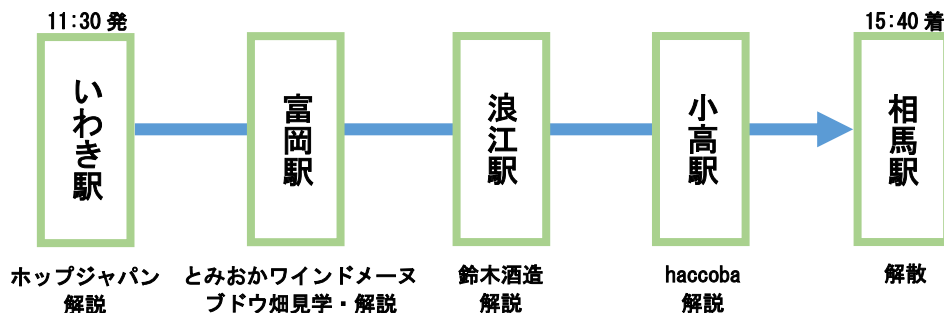 11:30 発
15:40 着
いわき駅
富岡駅
浪江駅
小高駅
相馬駅
ホップジャパン
解説
とみおかワインドメーヌ
ブドウ畑見学・解説
鈴木酒造
解説
haccoba
解説
解散